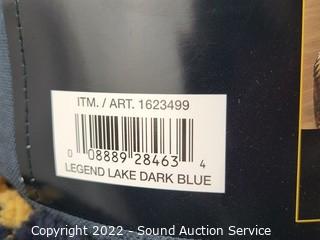 ITM. / ART. 1623499
0 08889 28463 4
LEGEND LAKE DARK BLUE
Copyright 2022 - Sound Auction Service